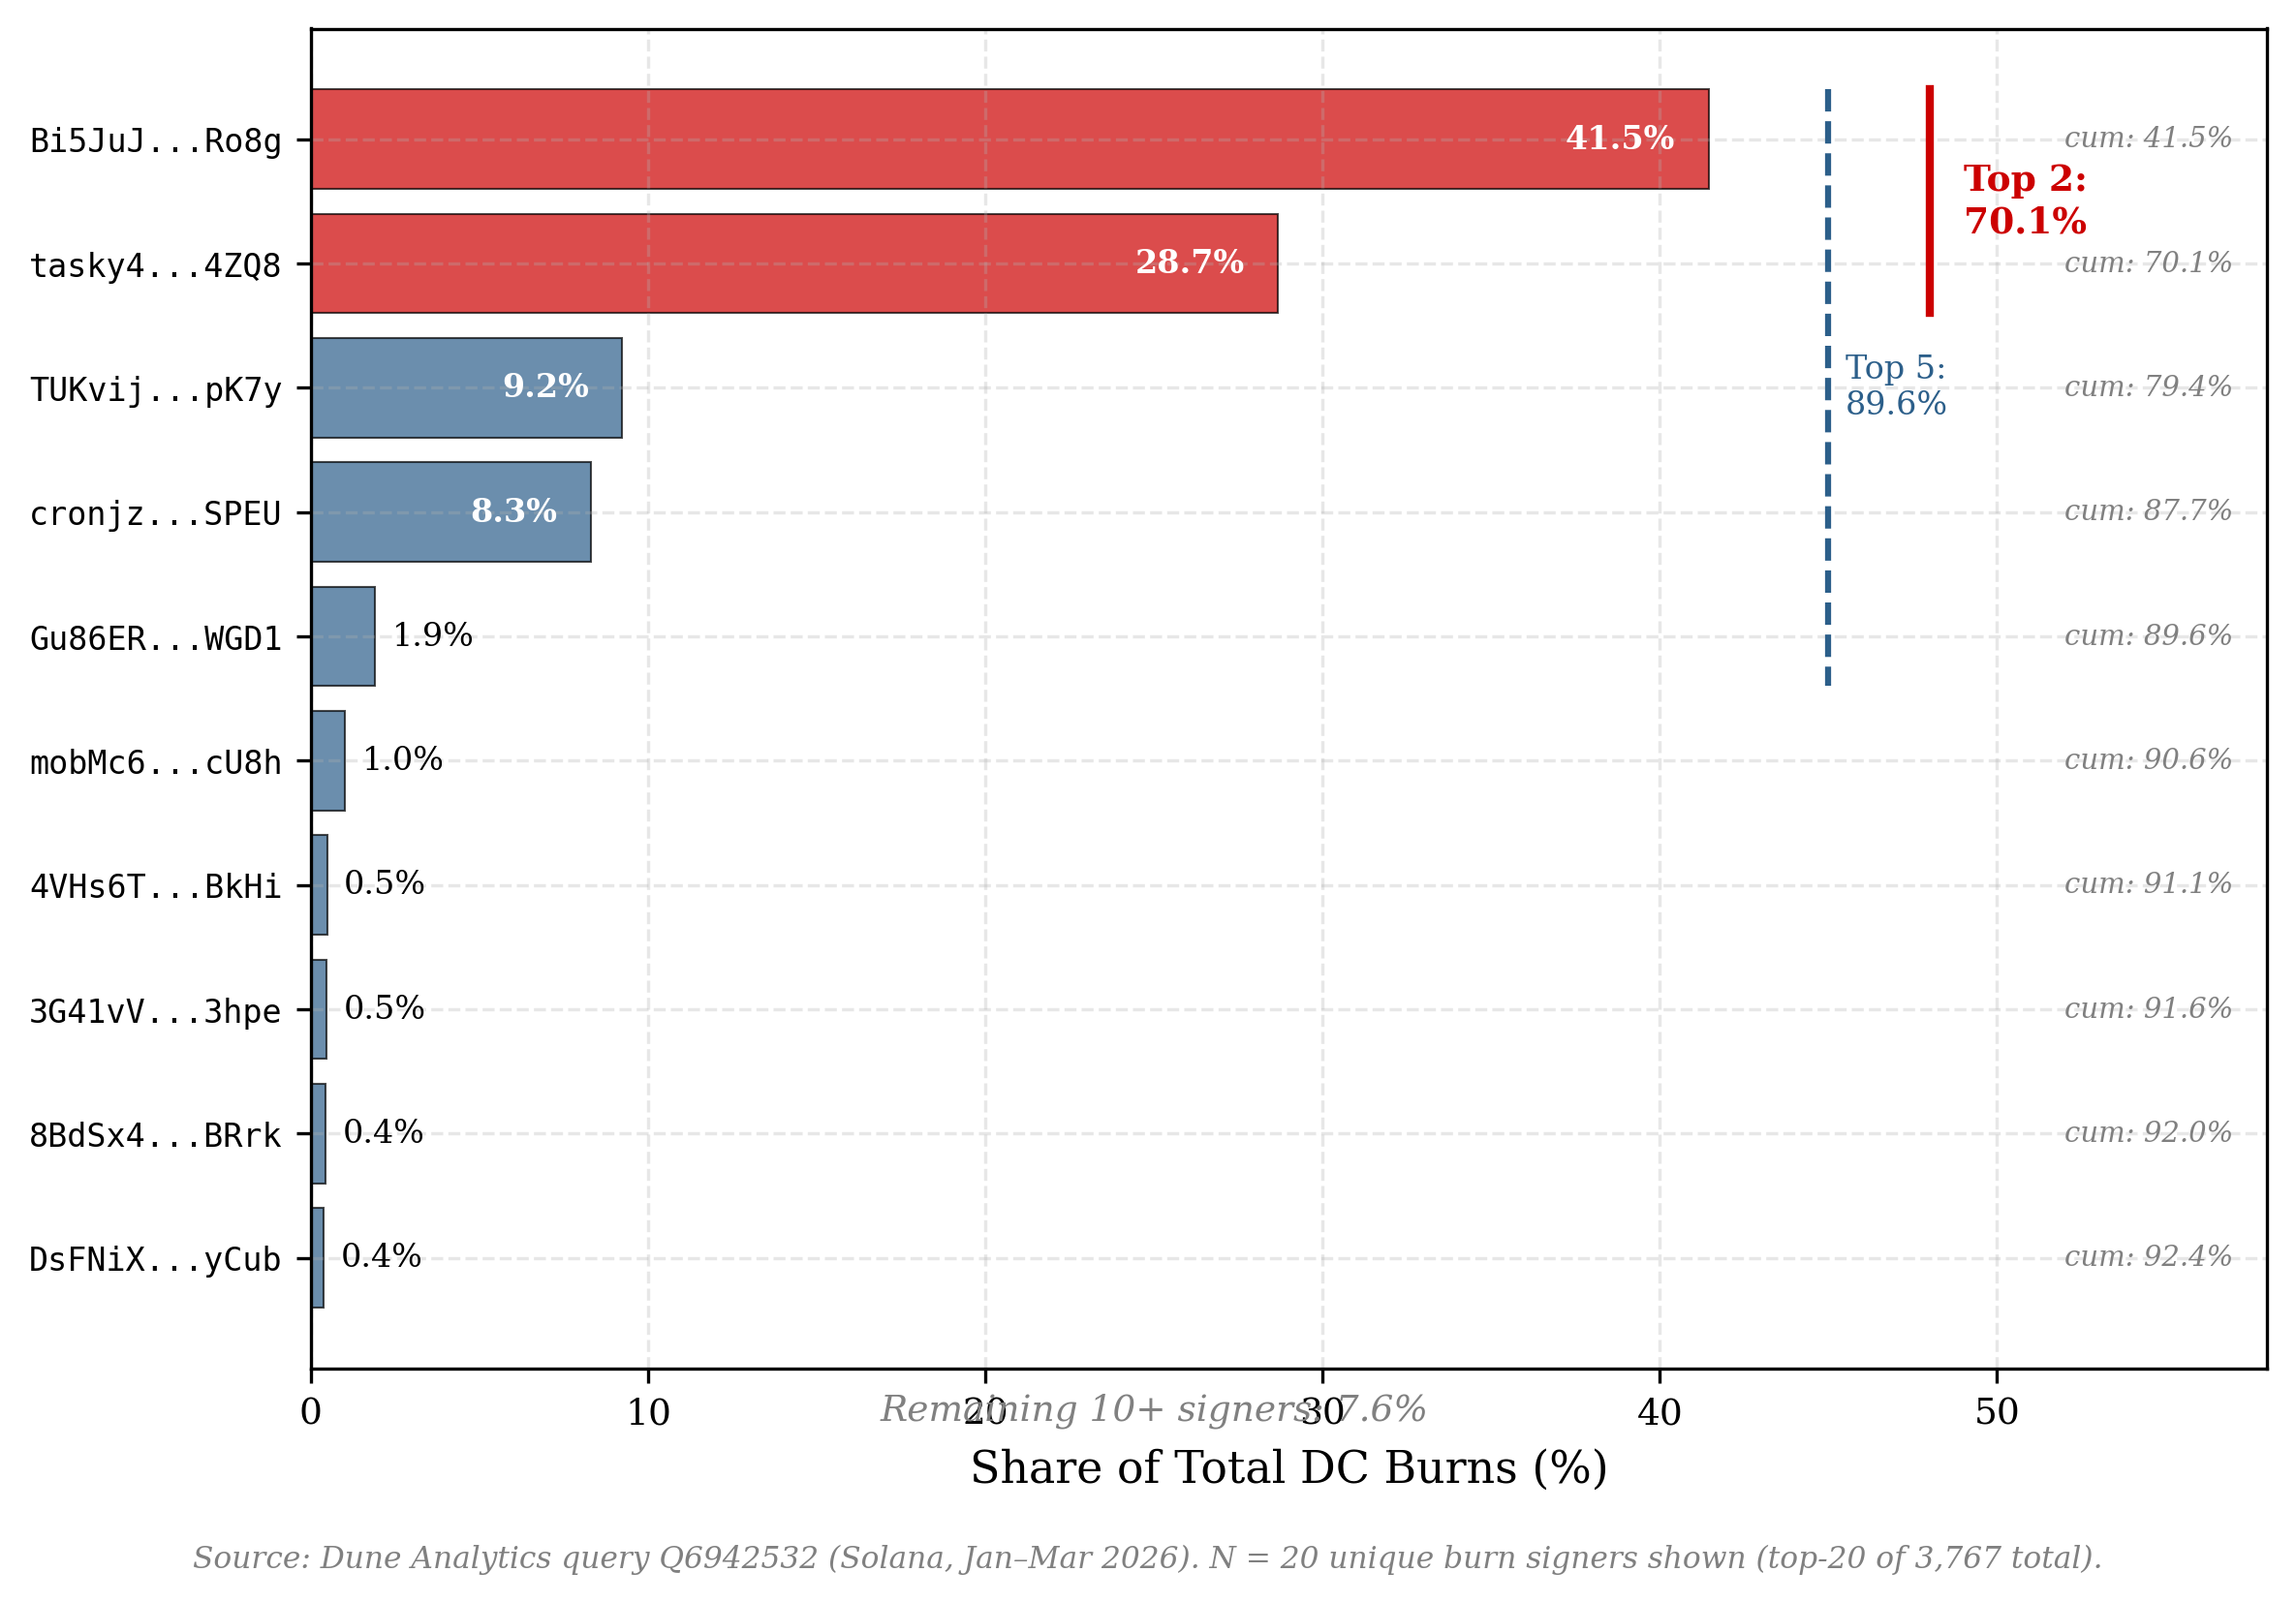 Bi5JuJ...Ro8g 41.5% cum: 41.5%
Top 2:
70.1%
tasky4...4ZQ8 28.7% cum: 70.1%
Top 5:
89.6%
TUKvij...pK7y 9.2% cum: 79.4%
cronjz...SPEU 8.3% cum: 87.7%
Gu86ER...WGD1 1.9% cum: 89.6%
mobMc6...cU8h 1.0% cum: 90.6%
4VHs6T...BkHi 0.5% cum: 91.1%
3G41vV...3hpe 0.5% cum: 91.6%
8BdSx4...BRrk 0.4% cum: 92.0%
DsFNiX...yCub 0.4% cum: 92.4%
0 10 20 30 40 50
Remaining 10+ signers: 7.6%
Share of Total DC Burns (%)
Source: Dune Analytics query Q6942532 (Solana, Jan–Mar 2026). N = 20 unique burn signers shown (top-20 of 3,767 total).